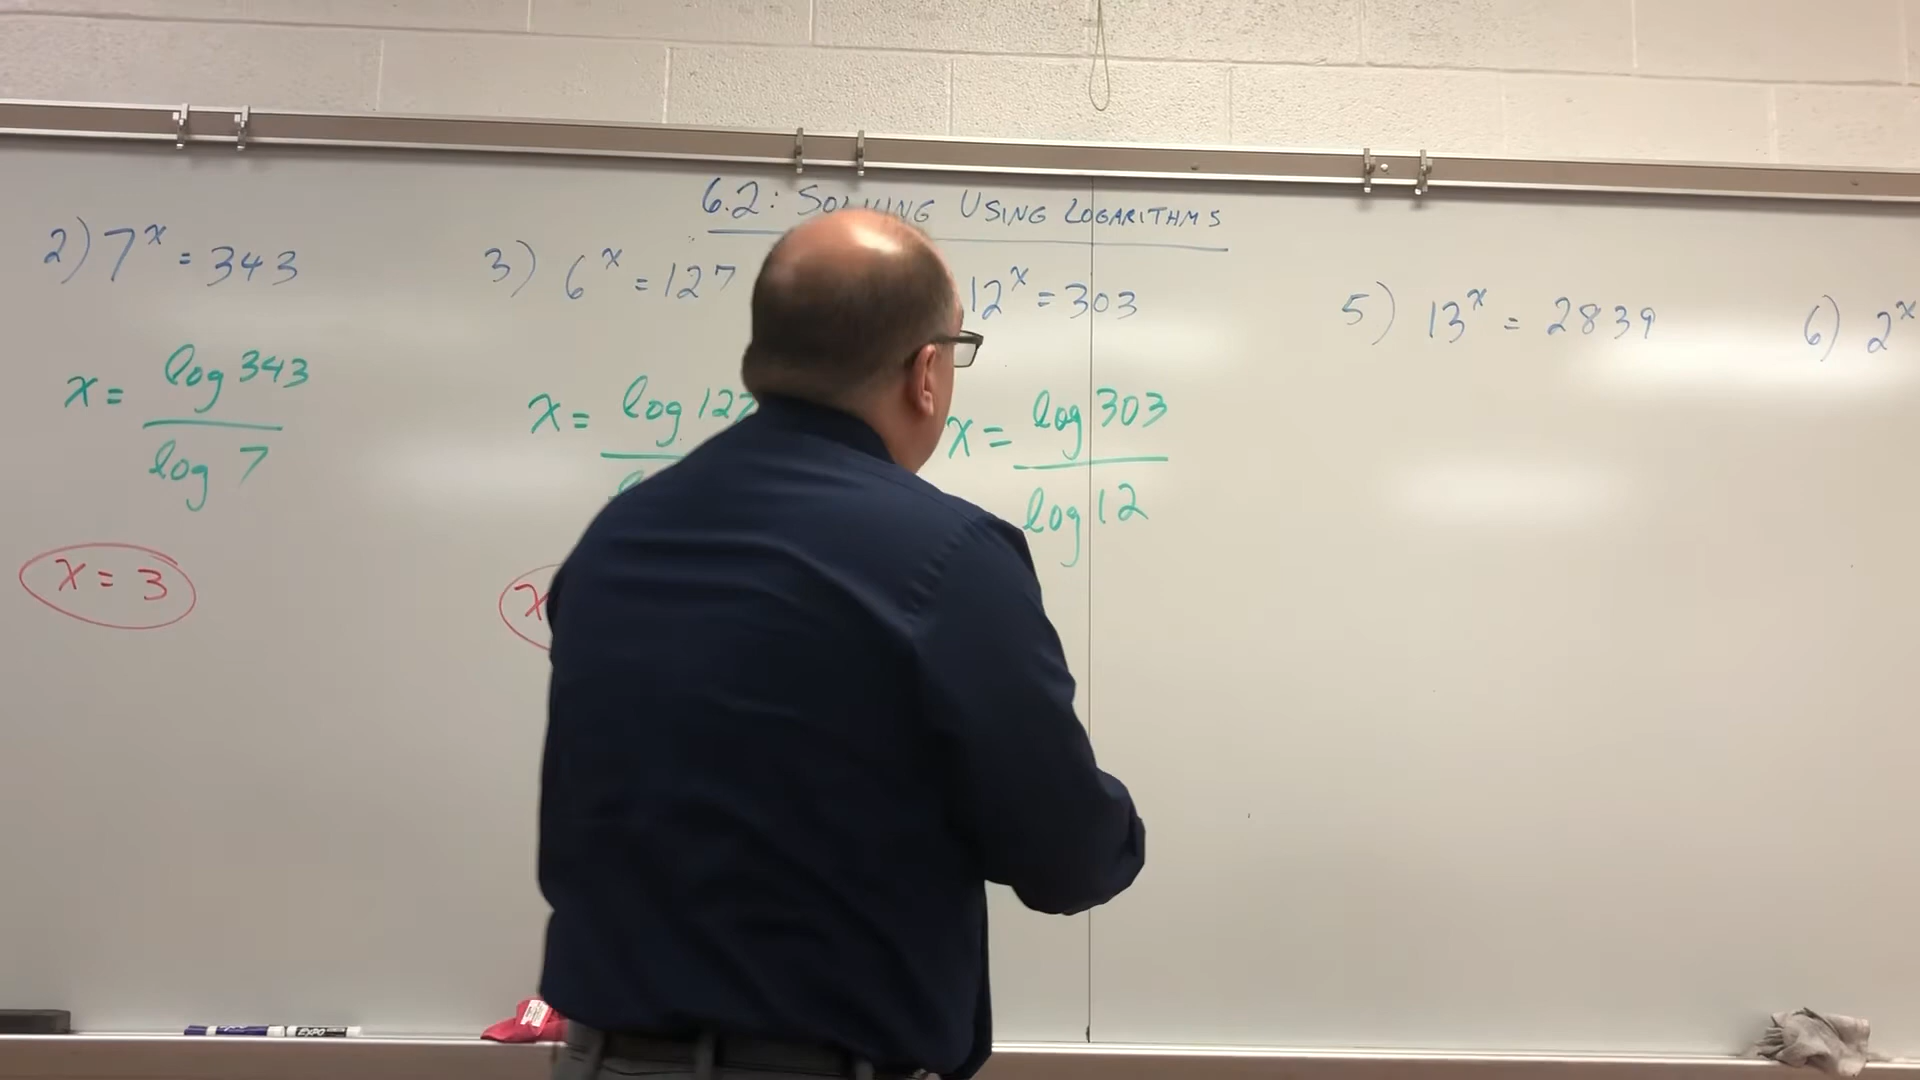 6.2: SOLVING USING LOGARITHMS
2) 7^x = 343
x = log 343 / log 7
x = 3
3) 6^x = 127
x = log 127
x
12^x = 303
x = log 303 / log 12
5) 13^x = 2839
6) 2^x
EXPO